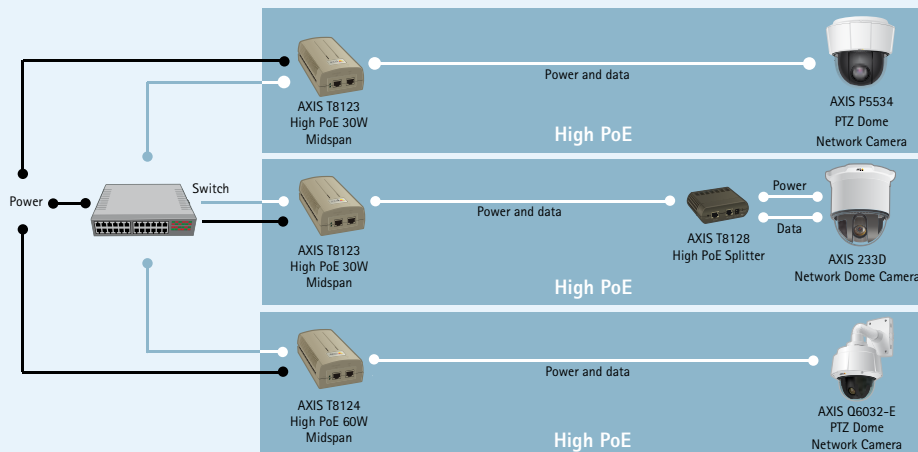 Power and data
AXIS T8123
High PoE 30W
Midspan
High PoE
AXIS P5534
PTZ Dome
Network Camera
Power
Switch
AXIS T8123
High PoE 30W
Midspan
Power and data
AXIS T8128
High PoE Splitter
Power
Data
AXIS 233D
Network Dome Camera
High PoE
AXIS T8124
High PoE 60W
Midspan
Power and data
High PoE
AXIS Q6032-E
PTZ Dome
Network Camera